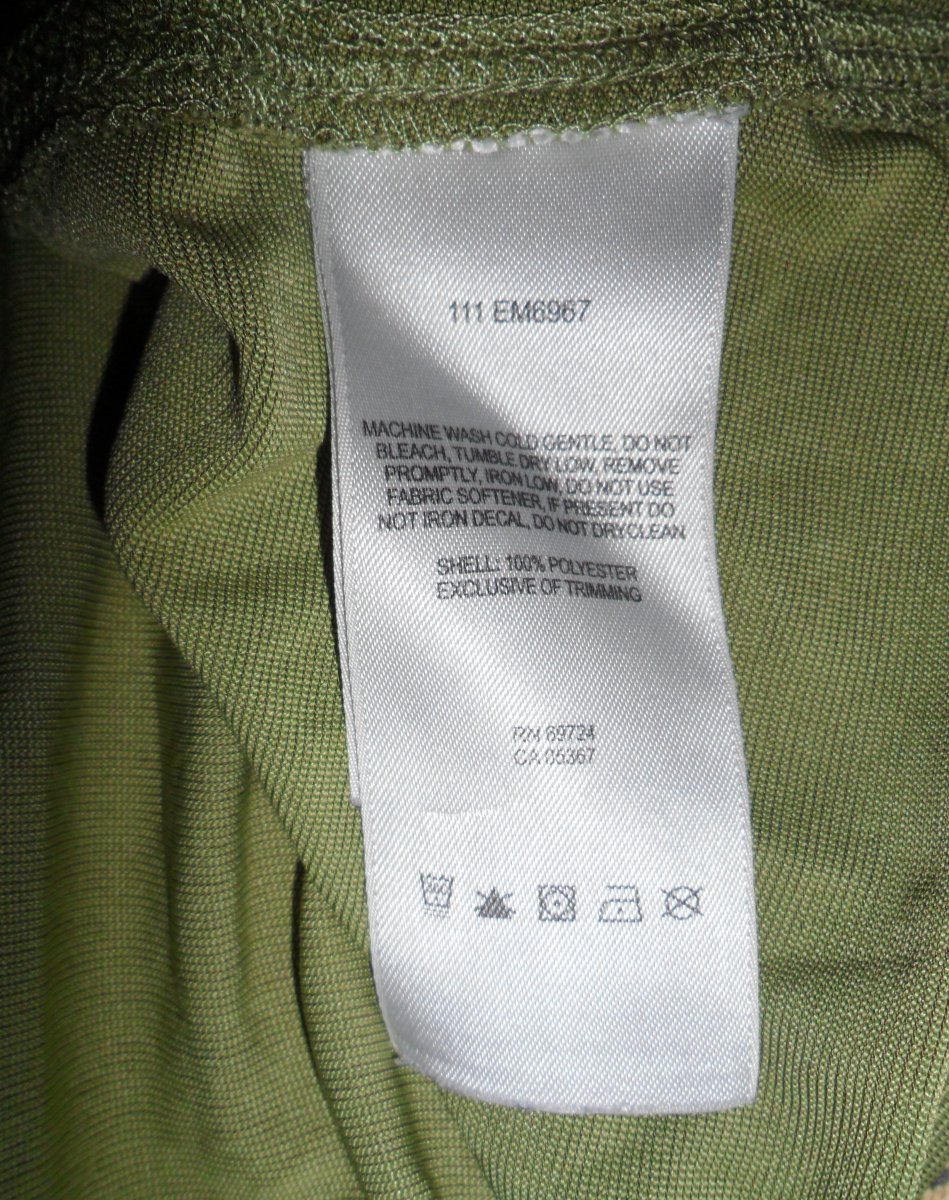 111 EM6967
MACHINE WASH COLD GENTLE, DO NOT
BLEACH, TUMBLE DRY LOW, REMOVE
PROMPTLY, IRON LOW, DO NOT USE
FABRIC SOFTENER, IF PRESENT DO
NOT IRON DECAL, DO NOT DRYCLEAN
SHELL: 100% POLYESTER
EXCLUSIVE OF TRIMMING
RN 69724
CA 05367